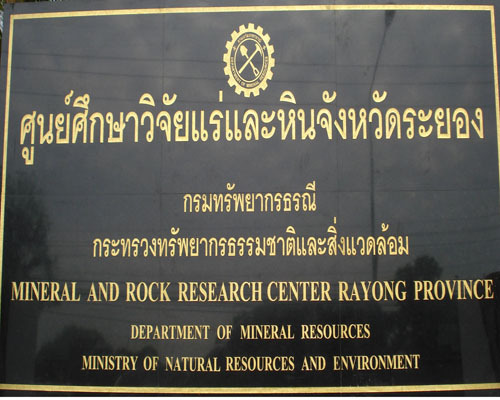 ศูนย์ศึกษาวิจัยแร่และหินจังหวัดระยอง
กรมทรัพยากรธรณี
กระทรวงทรัพยากรธรรมชาติและสิ่งแวดล้อม
MINERAL AND ROCK RESEARCH CENTER RAYONG PROVINCE
DEPARTMENT OF MINERAL RESOURCES
MINISTRY OF NATURAL RESOURCES AND ENVIRONMENT